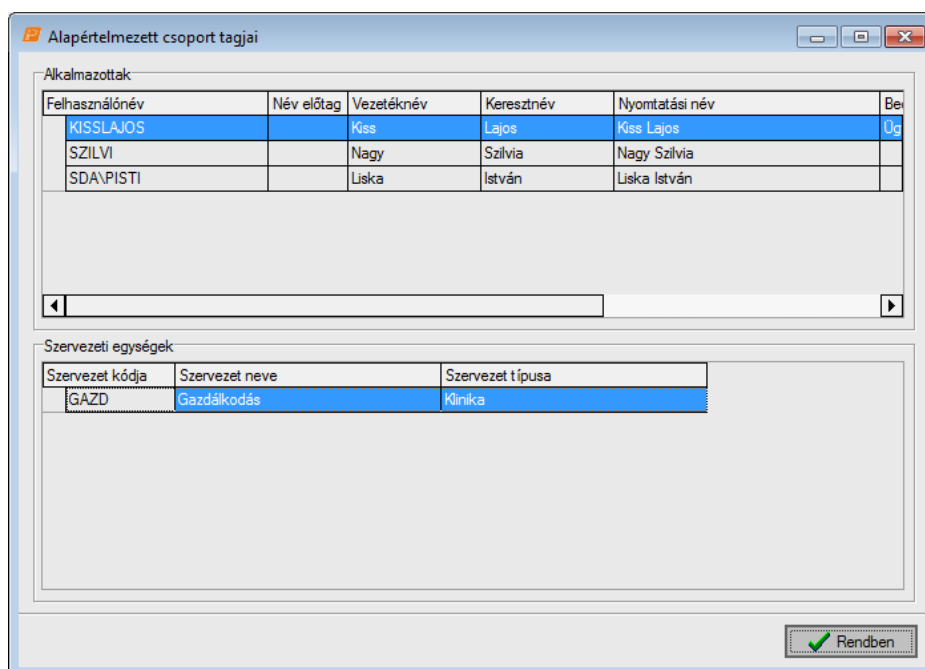 Alapértelmezett csoport tagjai
Alkalmazottak
Felhasználónév Név előtag Vezetéknév Keresztnév Nyomtatási név Be
KISSLAJOS Kiss Lajos Kiss Lajos Üg
SZILVI Nagy Szilvia Nagy Szilvia
SDA\PISTI Liska István Liska István
Szervezeti egységek
Szervezet kódja Szervezet neve Szervezet típusa
GAZD Gazdálkodás Klinika
Rendben